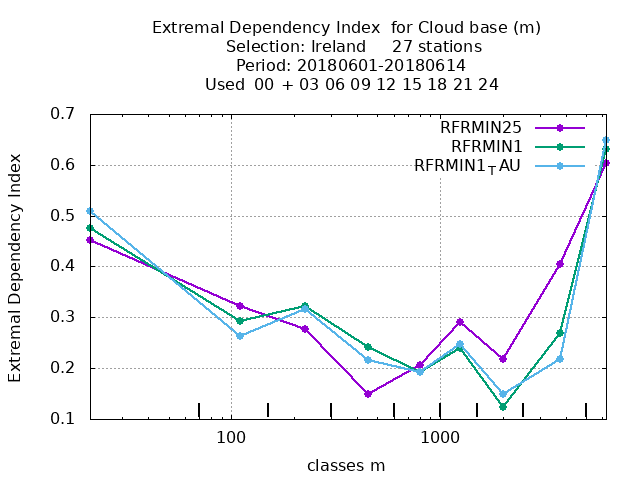 Extremal Dependency Index  for Cloud base (m)
Selection: Ireland     27 stations
Period: 20180601-20180614
Used  00 + 03 06 09 12 15 18 21 24
RFRMIN25
RFRMIN1
RFRMIN1TAU
Extremal Dependency Index
0.7
0.6
0.5
0.4
0.3
0.2
0.1
100 1000
classes m